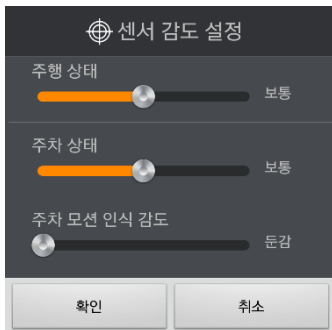 센서 감도 설정
주행 상태
보통
주차 상태
보통
주차 모션 인식 감도
둔감
확인 취소